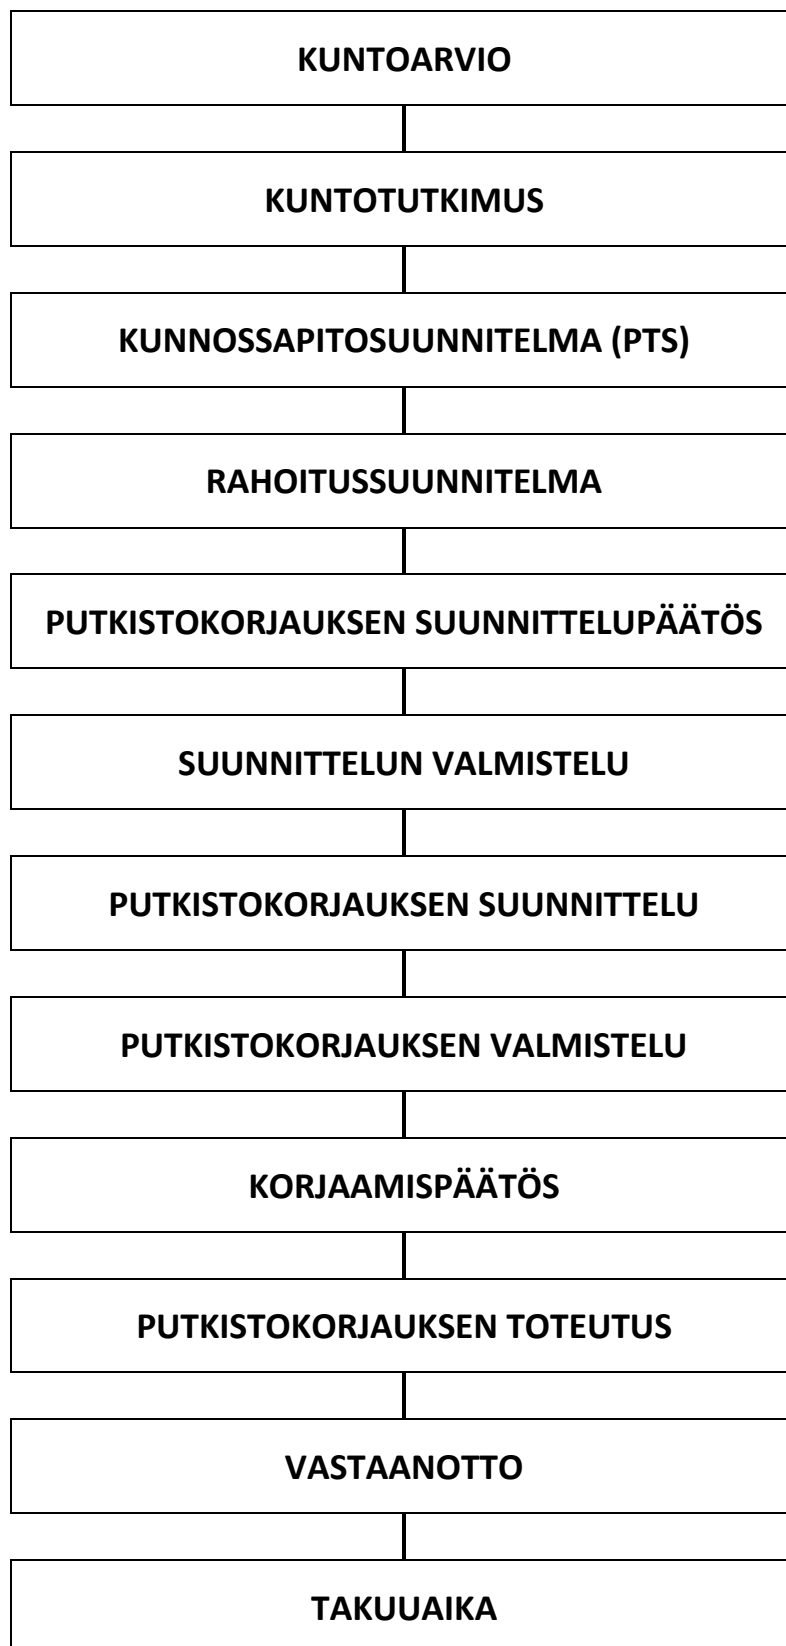 KUNTOARVIO
KUNTOTUTKIMUS
KUNNOSSAPITOSUUNNITELMA (PTS)
RAHOITUSSUUNNITELMA
PUTKISTOKORJAUKSEN SUUNNITTELUPÄÄTÖS
SUUNNITTELUN VALMISTELU
PUTKISTOKORJAUKSEN SUUNNITTELU
PUTKISTOKORJAUKSEN VALMISTELU
KORJAAMISPÄÄTÖS
PUTKISTOKORJAUKSEN TOTEUTUS
VASTAANOTTO
TAKUUAIKA